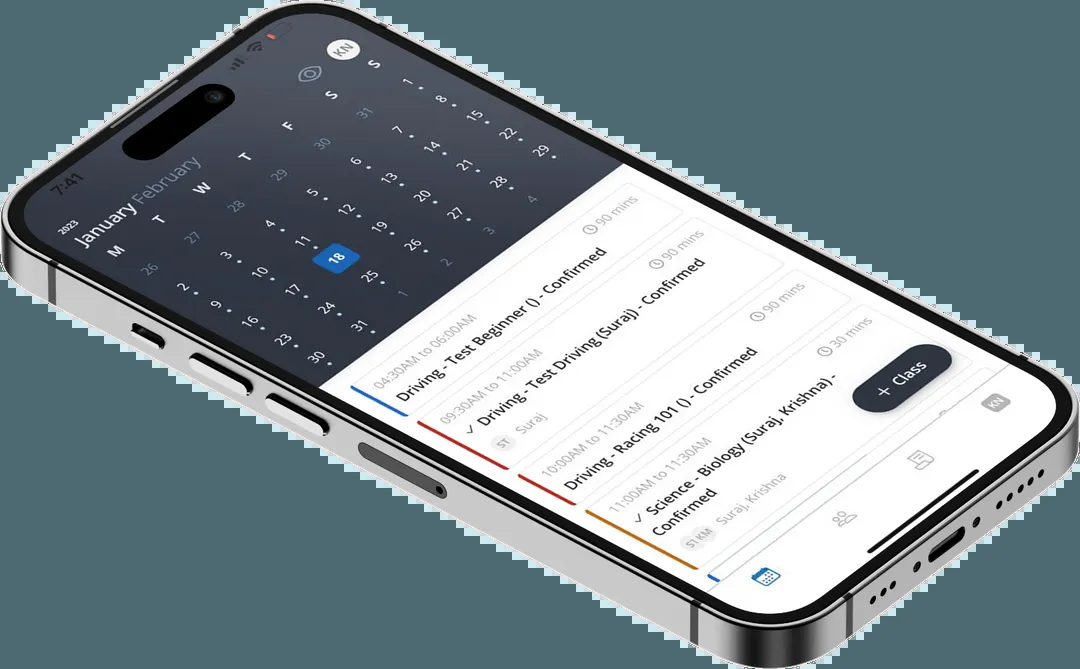 7:41
KN
2023
January February
M T W T F S S
26 27 28 29 30 31 1
2 3 4 5 6 7 8
9 10 11 12 13 14 15
16 17 18 19 20 21 22
23 24 25 26 27 28 29
30 31 1 2 3 4
04:30AM to 06:00AM 90 mins
Driving - Test Beginner () - Confirmed
09:30AM to 11:00AM 90 mins
✓ Driving - Test Driving (Suraj) - Confirmed
ST Suraj
10:00AM to 11:30AM 90 mins
Driving - Racing 101 () - Confirmed
11:00AM to 11:30AM 30 mins
✓ Science - Biology (Suraj, Krishna) -
Confirmed
ST KM Suraj, Krishna
+ Class
KN